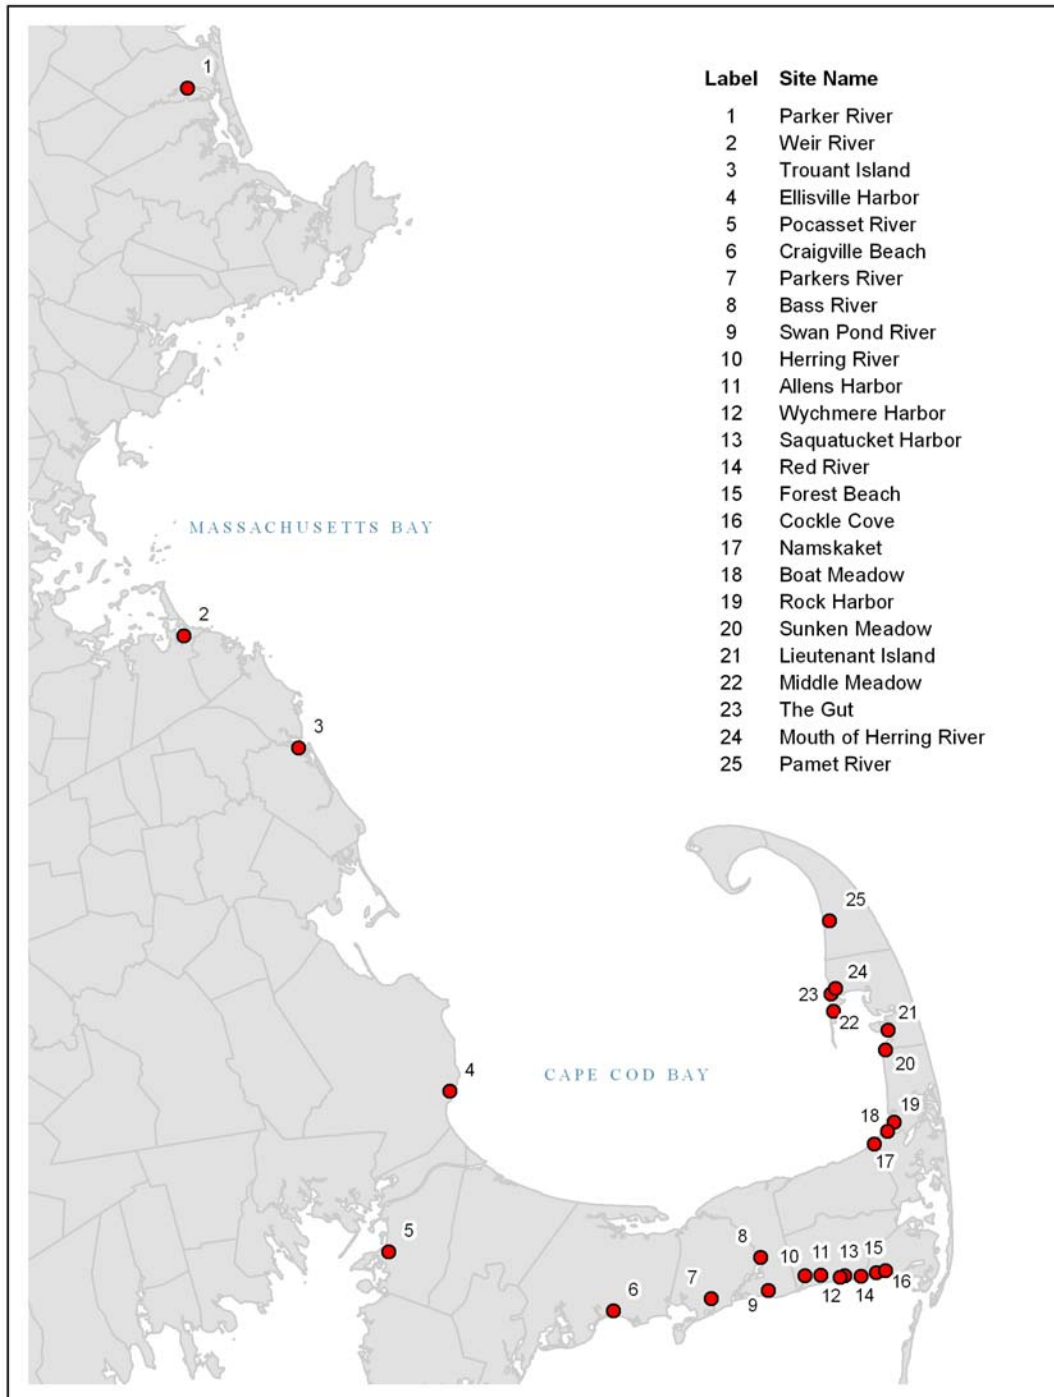 Label Site Name
1 Parker River
2 Weir River
3 Trouant Island
4 Ellisville Harbor
5 Pocasset River
6 Craigville Beach
7 Parkers River
8 Bass River
9 Swan Pond River
10 Herring River
11 Allens Harbor
12 Wychmere Harbor
13 Saquatucket Harbor
14 Red River
15 Forest Beach
16 Cockle Cove
17 Namskaket
18 Boat Meadow
19 Rock Harbor
20 Sunken Meadow
21 Lieutenant Island
22 Middle Meadow
23 The Gut
24 Mouth of Herring River
25 Pamet River
1
MASSACHUSETTS BAY
2
3
25
24
23
22
21
20
4
CAPE COD BAY
19
18
17
5
8
10
11
13
15
16
7
9
12
14
6